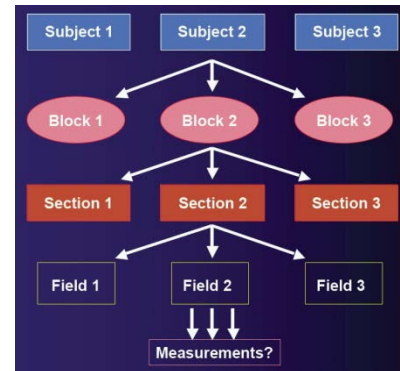 Subject 1 Subject 2 Subject 3
Block 1 Block 2 Block 3
Section 1 Section 2 Section 3
Field 1 Field 2 Field 3
Measurements?